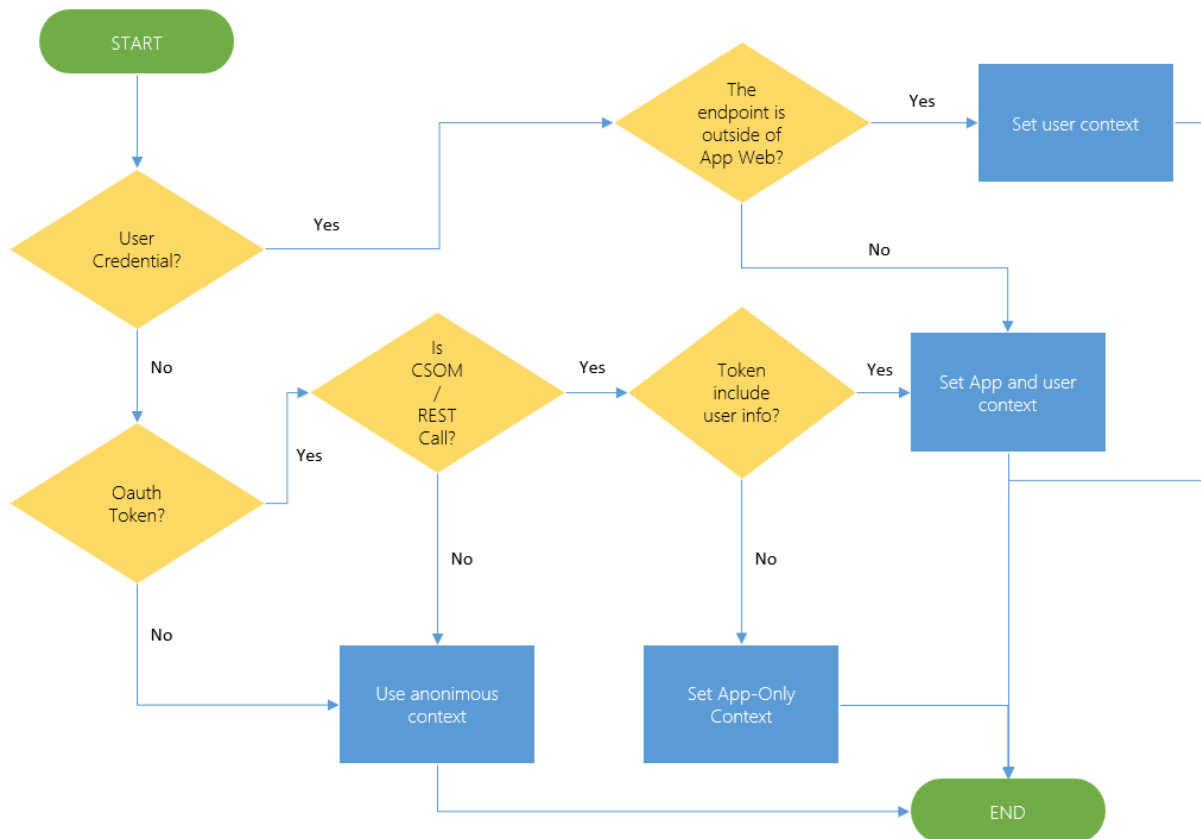 START
The
endpoint is
outside of
App Web?
Yes
Set user context
User
Credential?
Yes
No
No
Is
CSOM
/
REST
Call?
Yes
Token
include
user info?
Yes
Set App and user
context
Oauth
Token?
Yes
No
No
No
Use anonimous
context
Set App-Only
Context
END